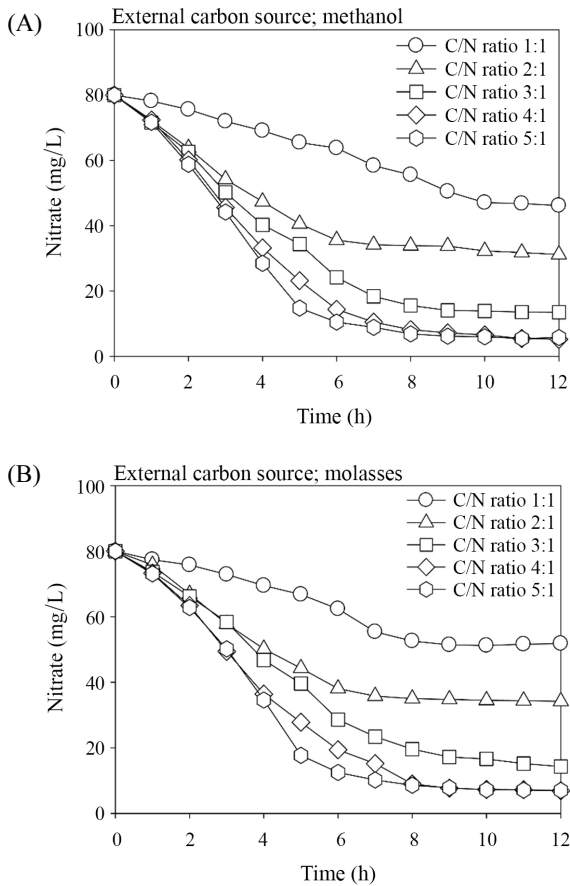 (A)
External carbon source; methanol
100
80
60
40
20
0
Nitrate (mg/L)
C/N ratio 1:1
C/N ratio 2:1
C/N ratio 3:1
C/N ratio 4:1
C/N ratio 5:1
0 2 4 6 8 10 12
Time (h)
(B)
External carbon source; molasses
100
80
60
40
20
0
Nitrate (mg/L)
C/N ratio 1:1
C/N ratio 2:1
C/N ratio 3:1
C/N ratio 4:1
C/N ratio 5:1
0 2 4 6 8 10 12
Time (h)